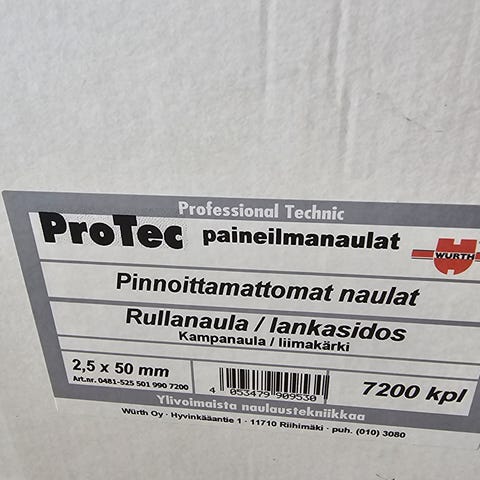 Professional Technic
ProTec paineilmanaulat
WÜRTH
Pinnoittamattomat naulat
Rullanaula / lankasidos
Kampanaula / liimakärki
2,5 x 50 mm
Art.nr. 0481-525 501 990 7200
4 053479 909530
7200 kpl
Ylivoimaista naulaustekniikkaa
Würth Oy · Hyvinkääantie 1 · 11710 Riihimäki · puh. (010) 3080